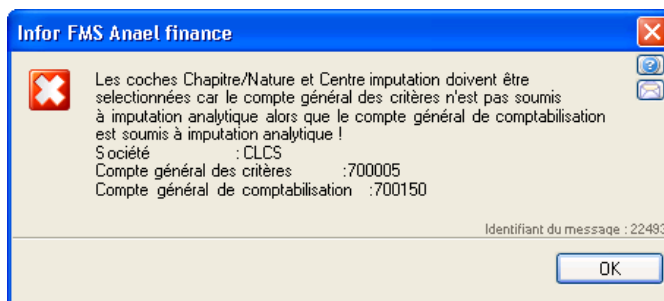 Infor FMS Anael finance
Les coches Chapitre/Nature et Centre imputation doivent être
selectionnées car le compte général des critères n'est pas soumis
à imputation analytique alors que le compte général de comptabilisation
est soumis à imputation analytique !
Société : CLCS
Compte général des critères :700005
Compte général de comptabilisation :700150
Identifiant du message : 22493
OK